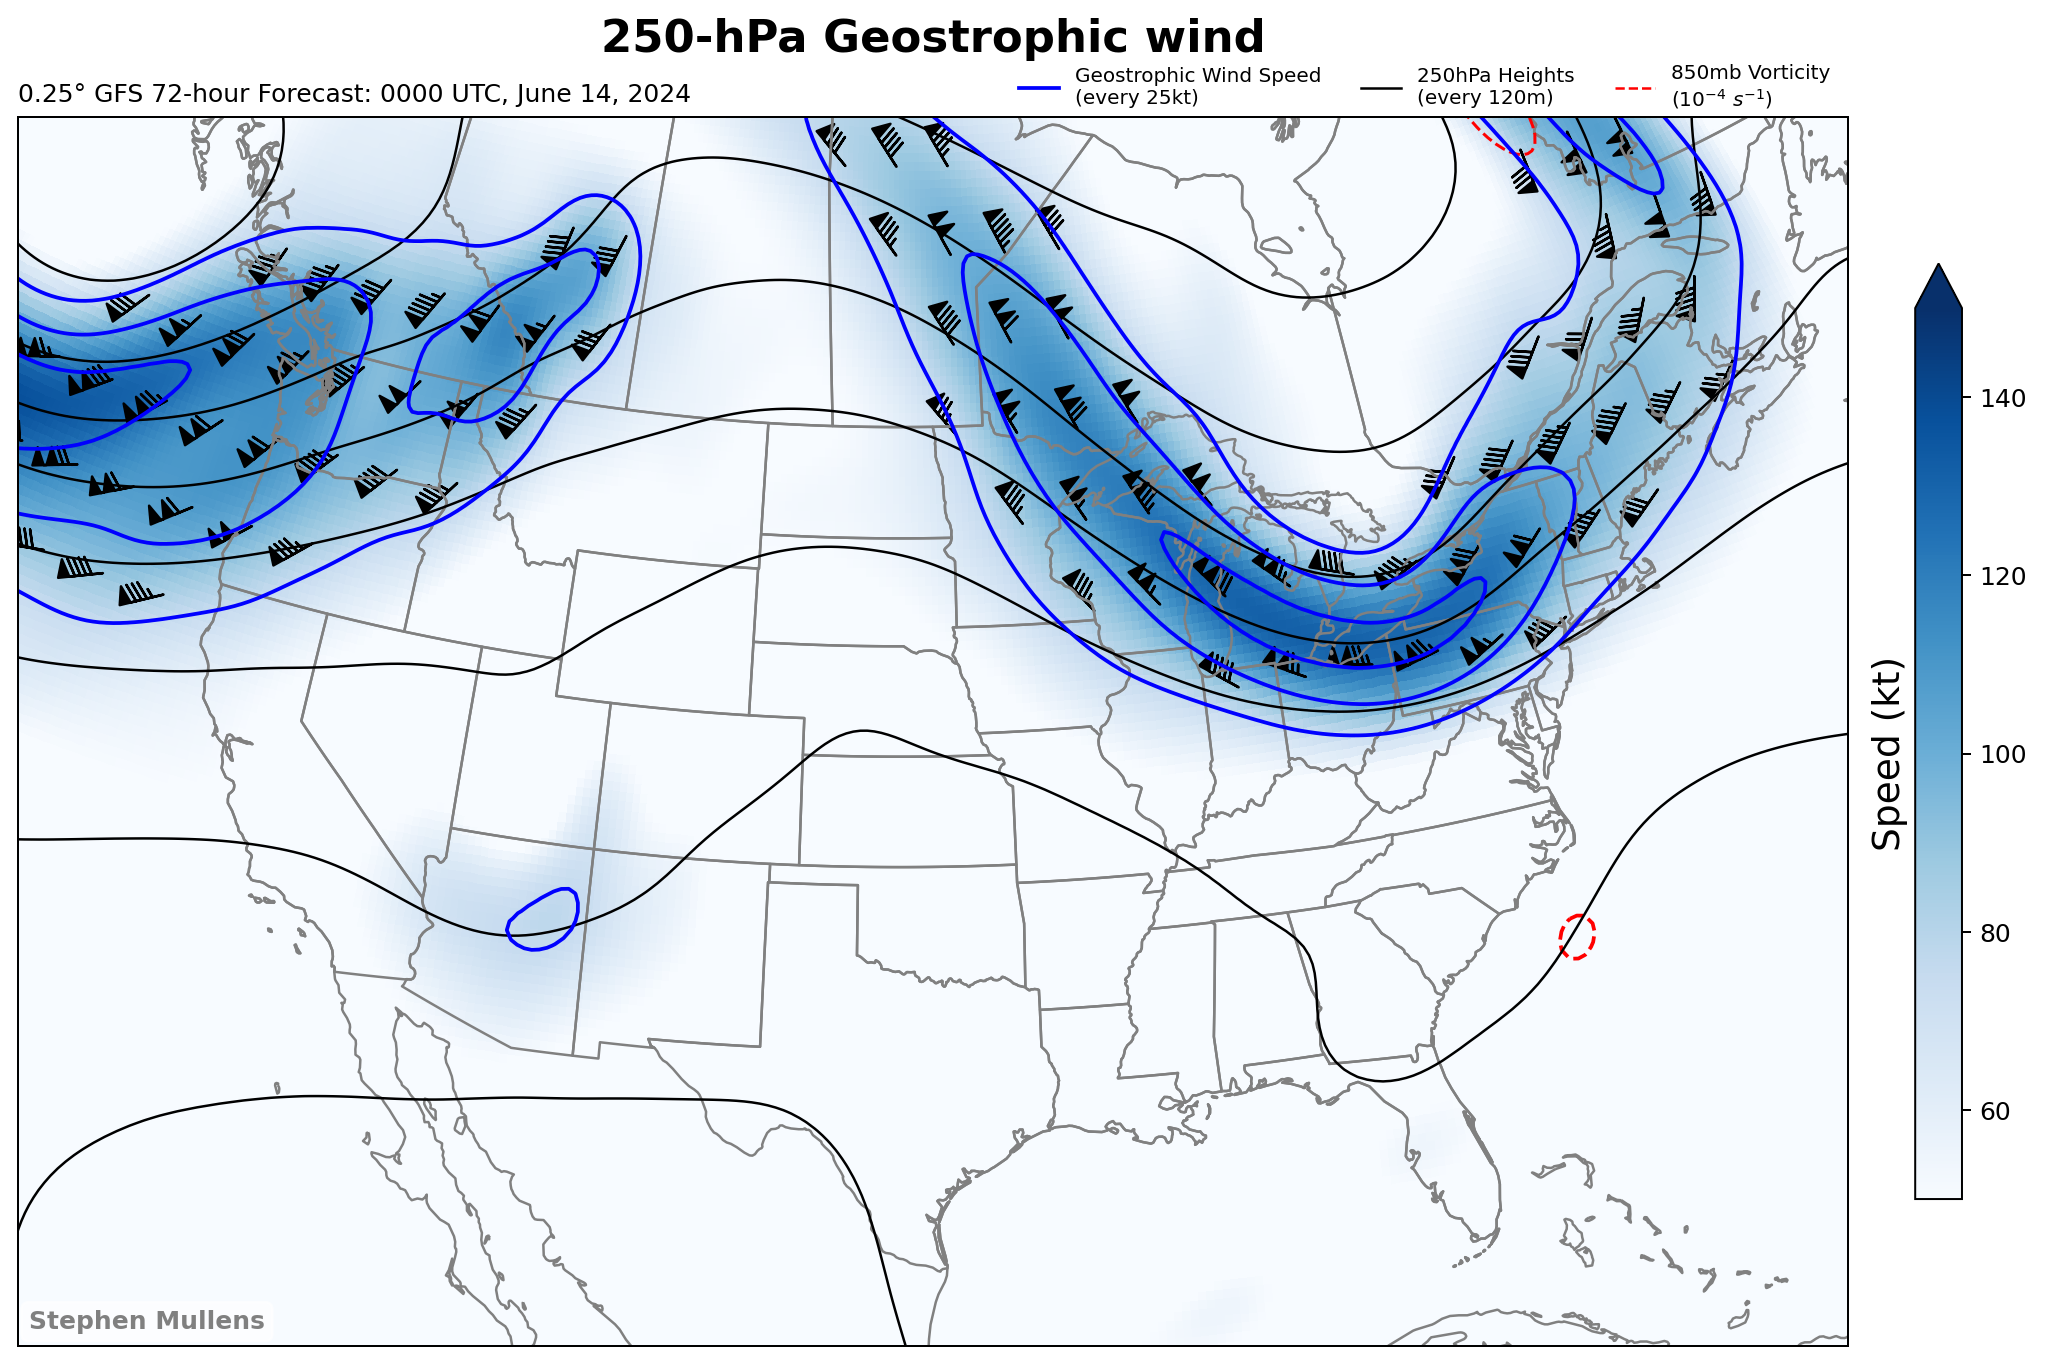 250-hPa Geostrophic wind
0.25° GFS 72-hour Forecast: 0000 UTC, June 14, 2024
Geostrophic Wind Speed
(every 25kt)
250hPa Heights
(every 120m)
850mb Vorticity
(10⁻⁴ s⁻¹)
140
120
100
80
60
Speed (kt)
Stephen Mullens